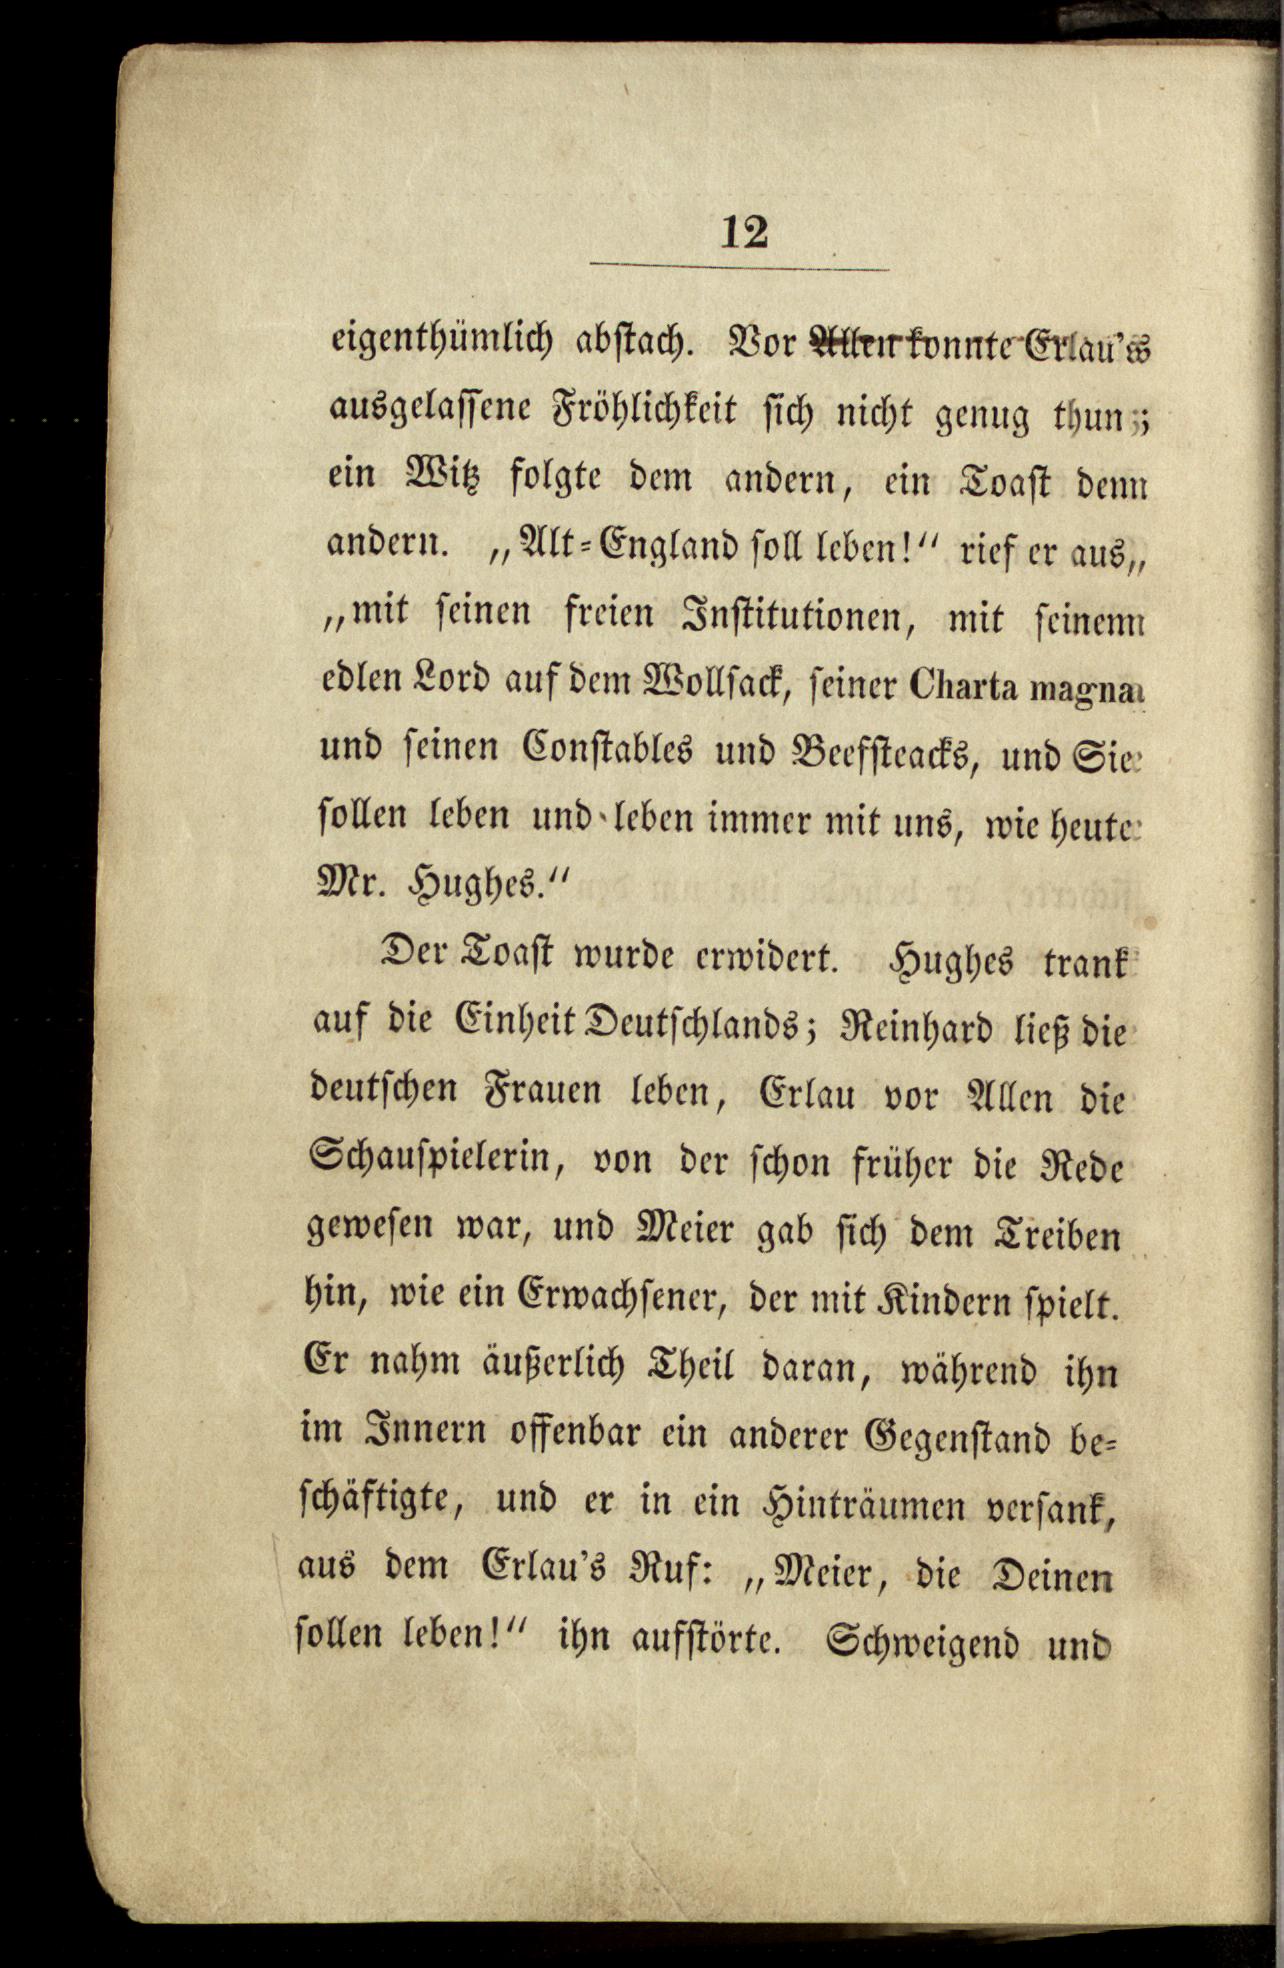 12
eigenthümlich abstach. Vor Allen konnte Erlau's
ausgelassene Fröhlichkeit sich nicht genug thun;
ein Witz folgte dem andern, ein Toast dem
andern. „Alt-England soll leben!“ rief er aus,
„mit seinen freien Institutionen, mit seinem
edlen Lord auf dem Wollsack, seiner Charta magna
und seinen Constables und Beefsteacks, und Sie
sollen leben und leben immer mit uns, wie heute
Mr. Hughes.“
Der Toast wurde erwidert. Hughes trank
auf die Einheit Deutschlands; Reinhard ließ die
deutschen Frauen leben, Erlau vor Allen die
Schauspielerin, von der schon früher die Rede
gewesen war, und Meier gab sich dem Treiben
hin, wie ein Erwachsener, der mit Kindern spielt.
Er nahm äußerlich Theil daran, während ihn
im Innern offenbar ein anderer Gegenstand be-
schäftigte, und er in ein Hinträumen versank,
aus dem Erlau's Ruf: „Meier, die Deinen
sollen leben!“ ihn aufstörte. Schweigend und